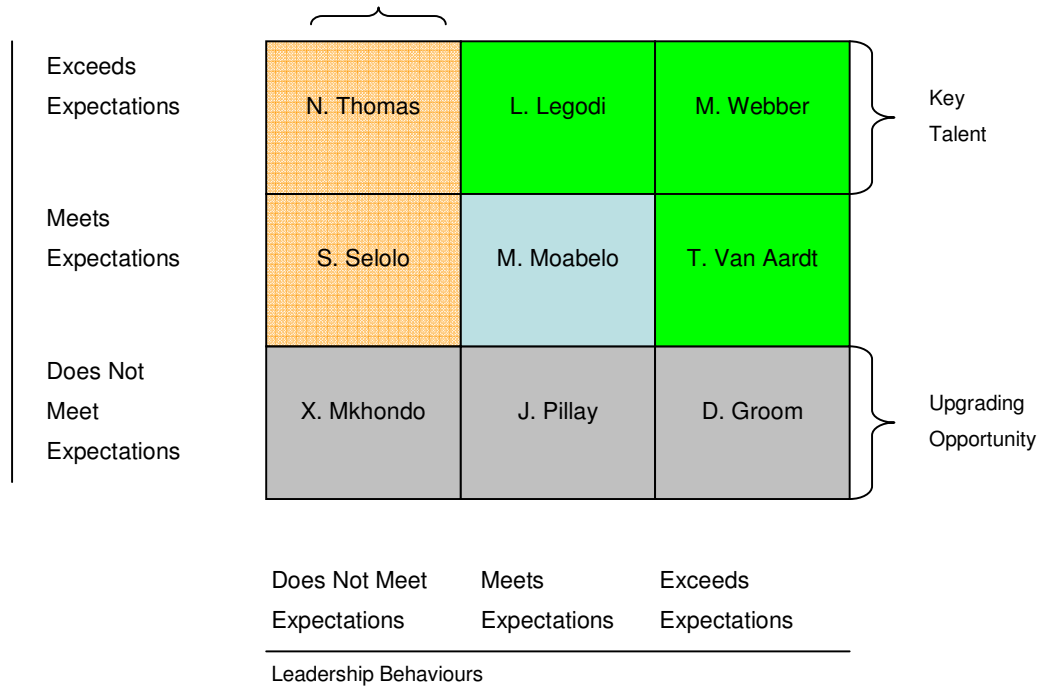 Exceeds
Expectations
N. Thomas
L. Legodi
M. Webber
Key
Talent
Meets
Expectations
S. Selolo
M. Moabelo
T. Van Aardt
Does Not
Meet
Expectations
X. Mkhondo
J. Pillay
D. Groom
Upgrading
Opportunity
Does Not Meet
Expectations
Meets
Expectations
Exceeds
Expectations
Leadership Behaviours